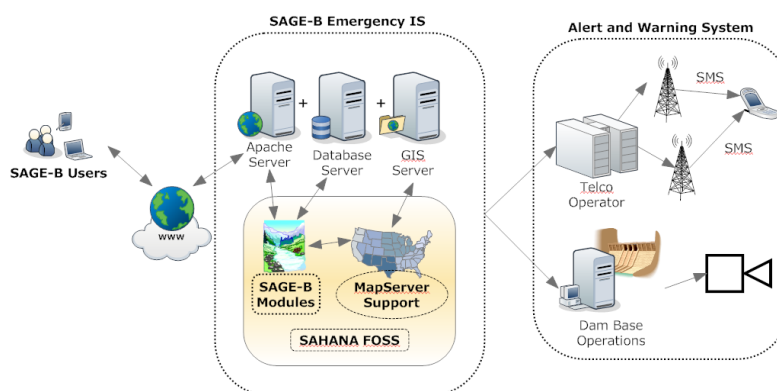 SAGE-B Emergency IS
Alert and Warning System
SAGE-B Users
www
+
+
Apache
Server
Database
Server
GIS
Server
SAGE-B
Modules
MapServer
Support
SAHANA FOSS
SMS
SMS
Telco
Operator
Dam Base
Operations